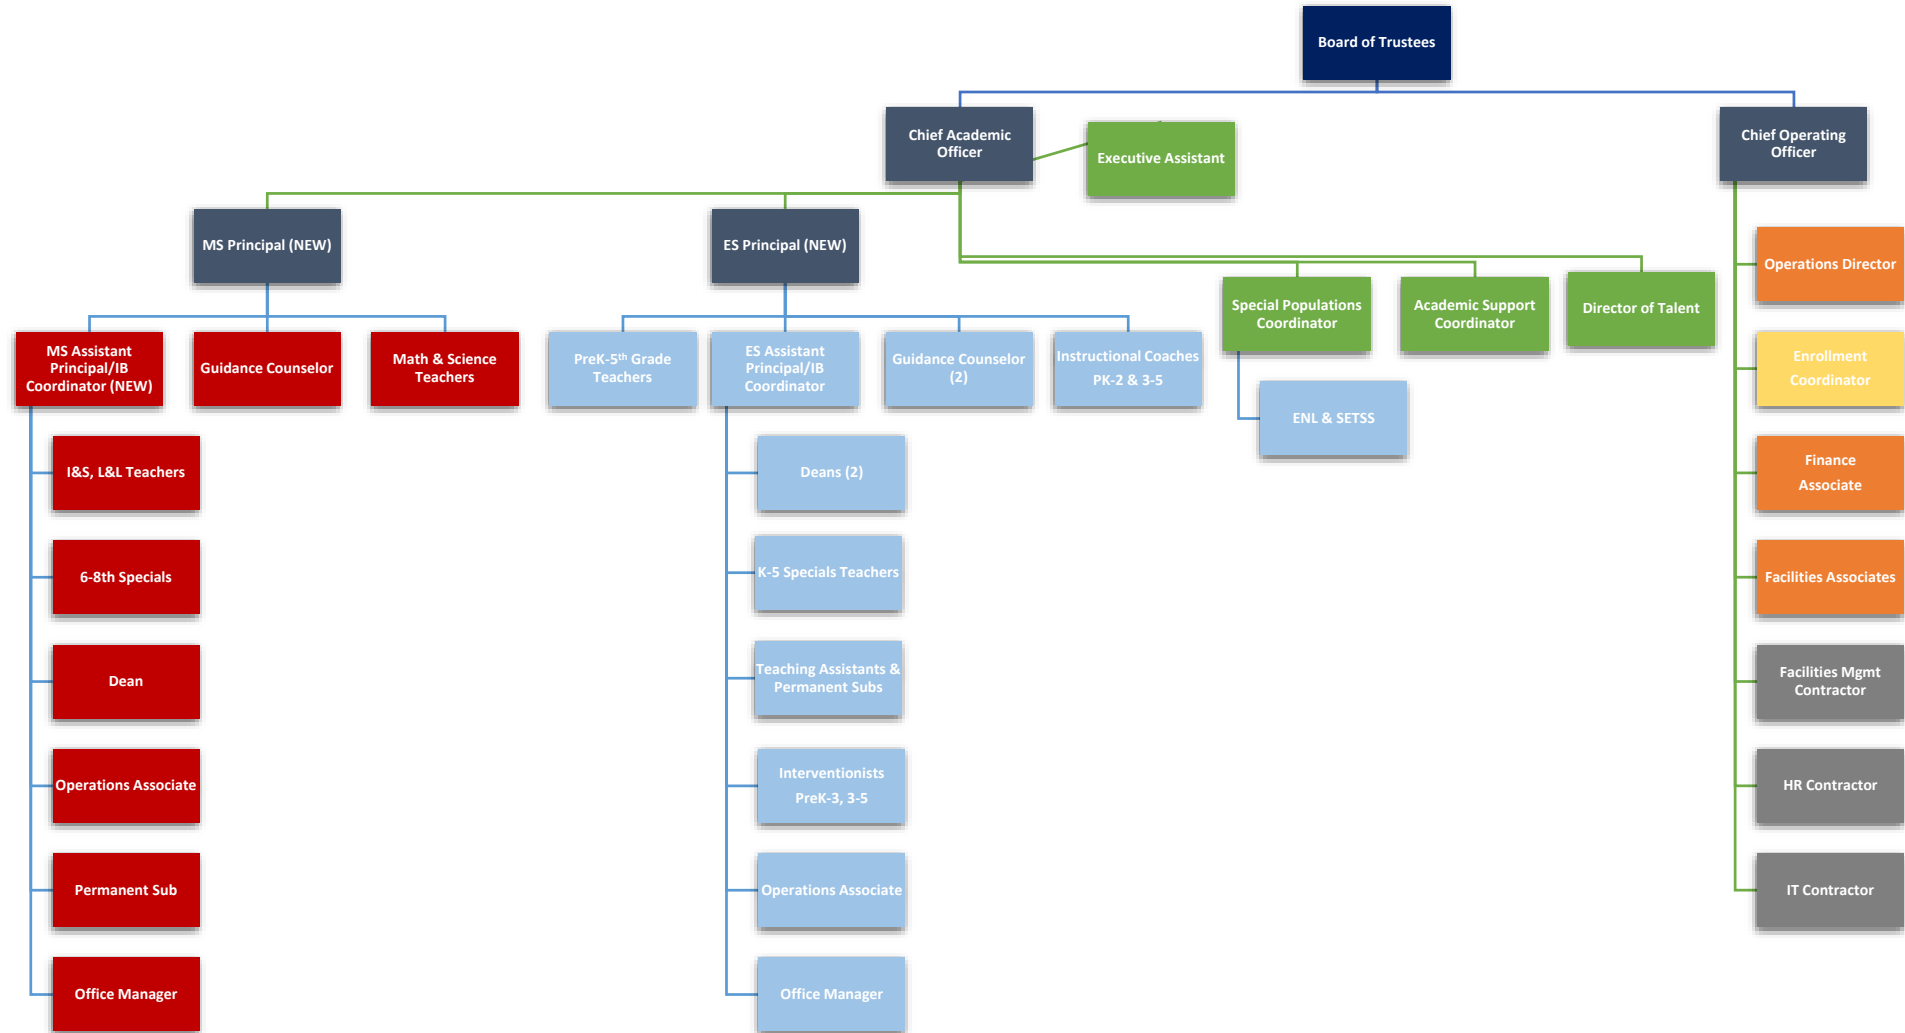 Board of Trustees
Chief Academic
Officer
Executive Assistant
Chief Operating
Officer
MS Principal (NEW)
ES Principal (NEW)
Operations Director
Special Populations
Coordinator
Academic Support
Coordinator
Director of Talent
MS Assistant
Principal/IB
Coordinator (NEW)
Guidance Counselor
Math & Science
Teachers
PreK-5th Grade
Teachers
ES Assistant
Principal/IB
Coordinator
Guidance Counselor
(2)
Instructional Coaches
PK-2 & 3-5
Enrollment
Coordinator
ENL & SETSS
I&S, L&L Teachers
Deans (2)
Finance
Associate
6-8th Specials
K-5 Specials Teachers
Facilities Associates
Dean
Teaching Assistants &
Permanent Subs
Facilities Mgmt
Contractor
Operations Associate
Interventionists
PreK-3, 3-5
HR Contractor
Permanent Sub
Operations Associate
IT Contractor
Office Manager
Office Manager